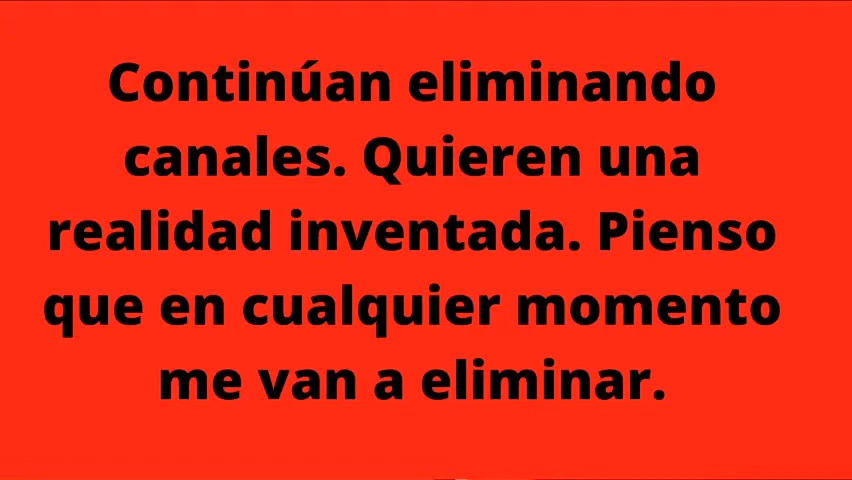 Continúan eliminando
canales. Quieren una
realidad inventada. Pienso
que en cualquier momento
me van a eliminar.